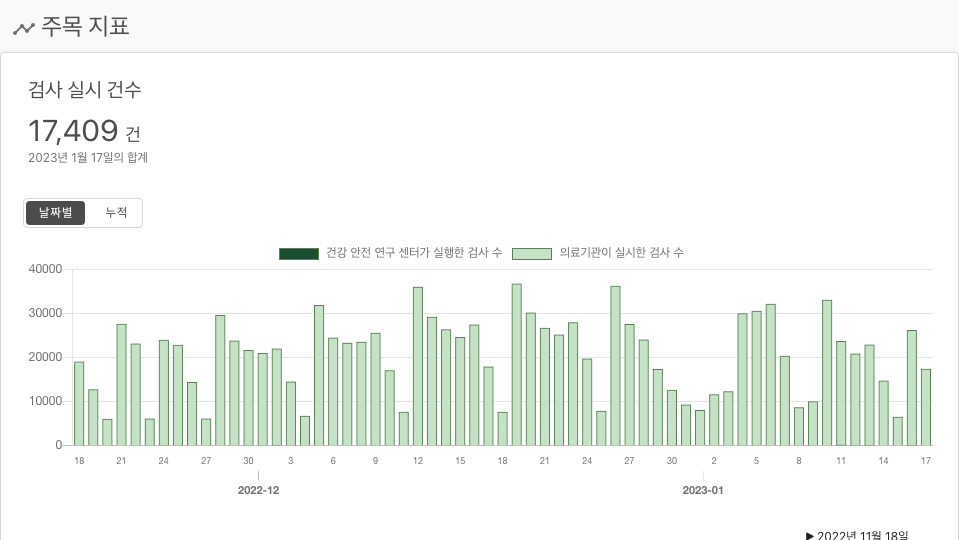 주목 지표
검사 실시 건수
17,409 건
2023년 1월 17일의 합계
날짜별 누적
건강 안전 연구 센터가 실행한 검사 수 의료기관이 실시한 검사 수
40000
30000
20000
10000
0
18 21 24 27 30 3 6 9 12 15 18 21 24 27 30 2 5 8 11 14 17
2022-12 2023-01
▶ 2022년 11월 18일